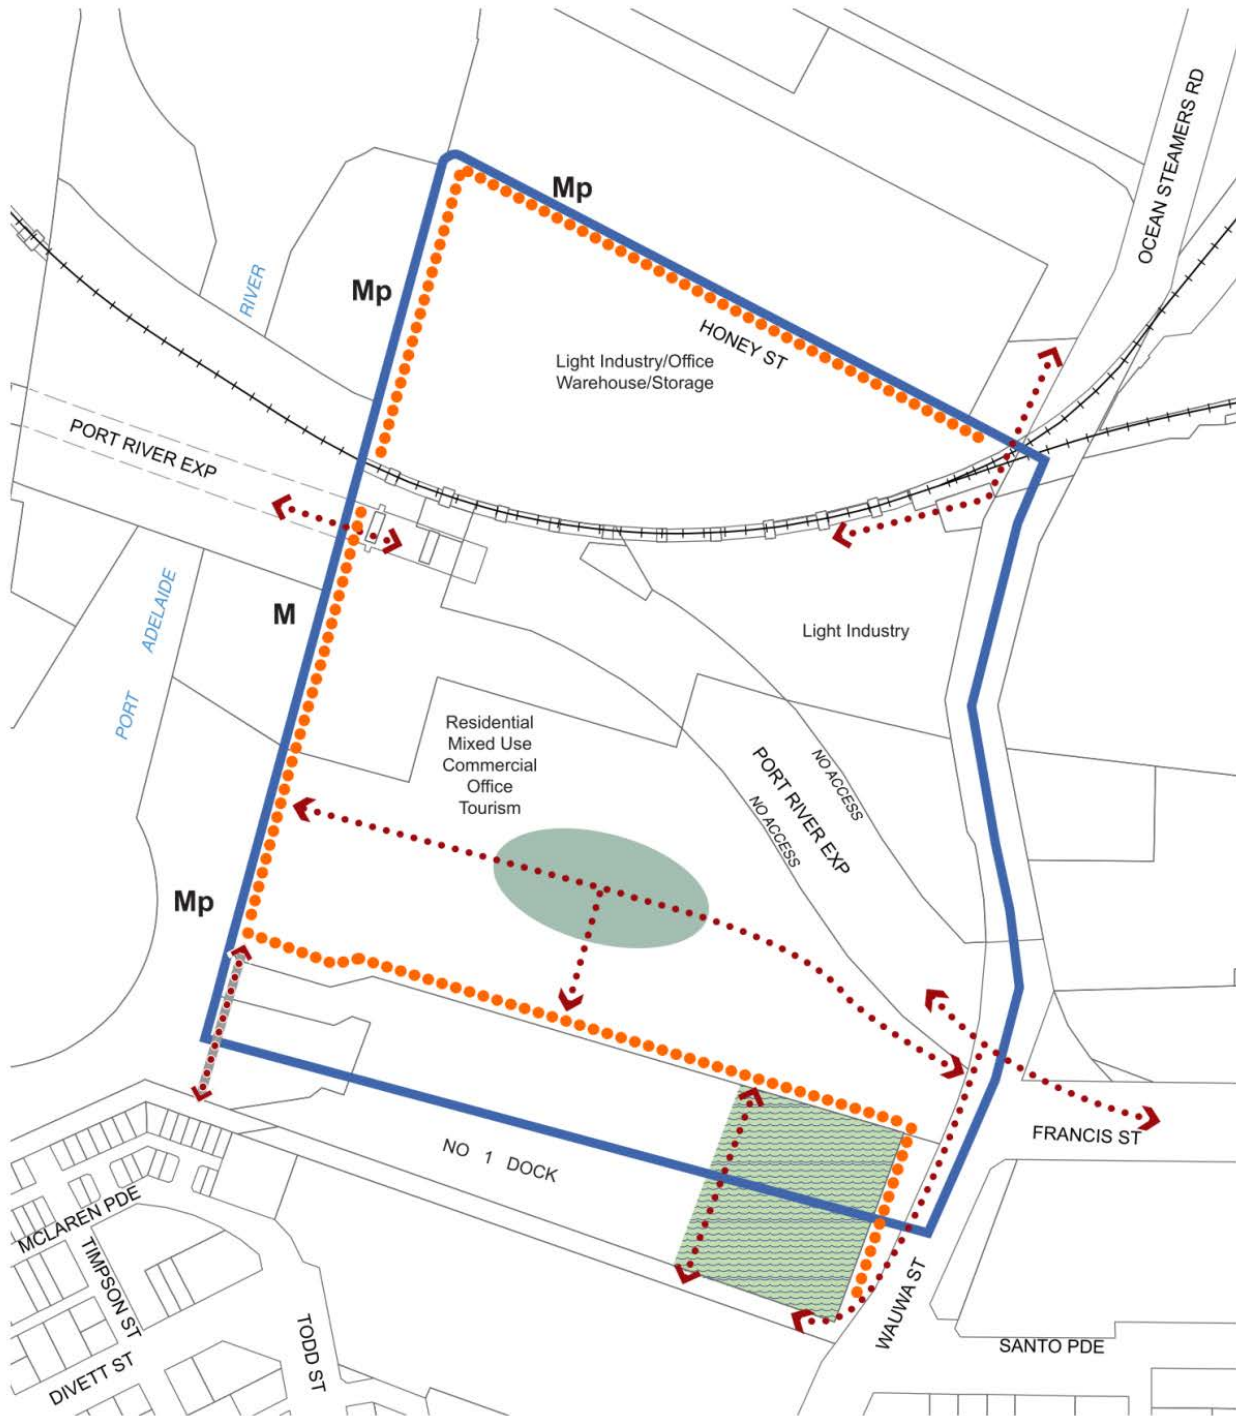 OCEAN STEAMERS RD
Mp
Mp
RIVER
HONEY ST
Light Industry/Office
Warehouse/Storage
PORT RIVER EXP
M
ADELAIDE
PORT
Light Industry
Residential
Mixed Use
Commercial
Office
Tourism
NO ACCESS
PORT RIVER EXP
NO ACCESS
Mp
NO 1 DOCK
FRANCIS ST
MCLAREN PDE
TIMPSON ST
DIVETT ST
TODD ST
WAUWA ST
SANTO PDE